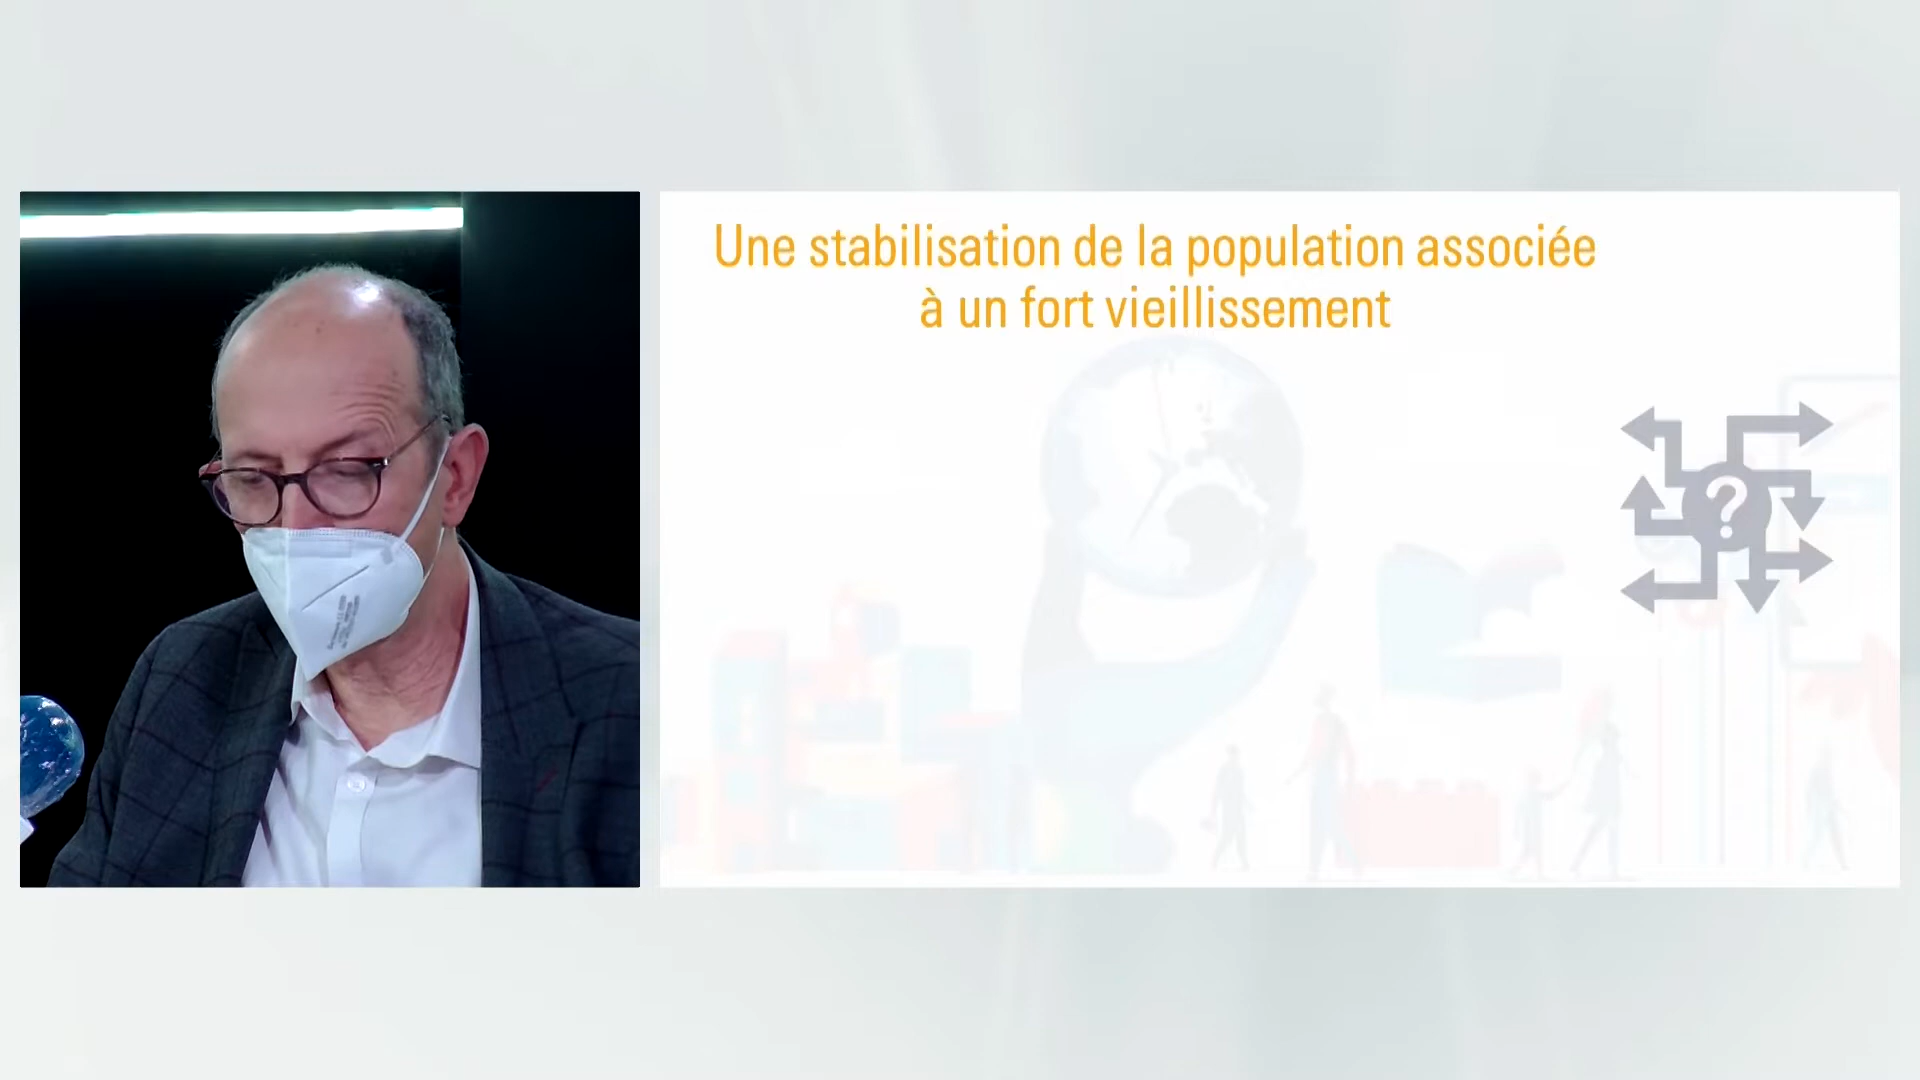 Une stabilisation de la population associée
à un fort vieillissement
?